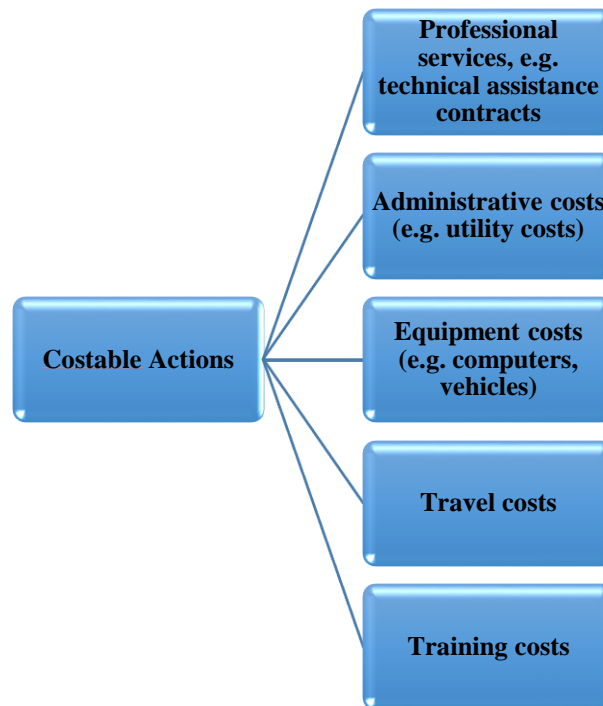 Professional
services, e.g.
technical assistance
contracts
Administrative costs
(e.g. utility costs)
Costable Actions
Equipment costs
(e.g. computers,
vehicles)
Travel costs
Training costs